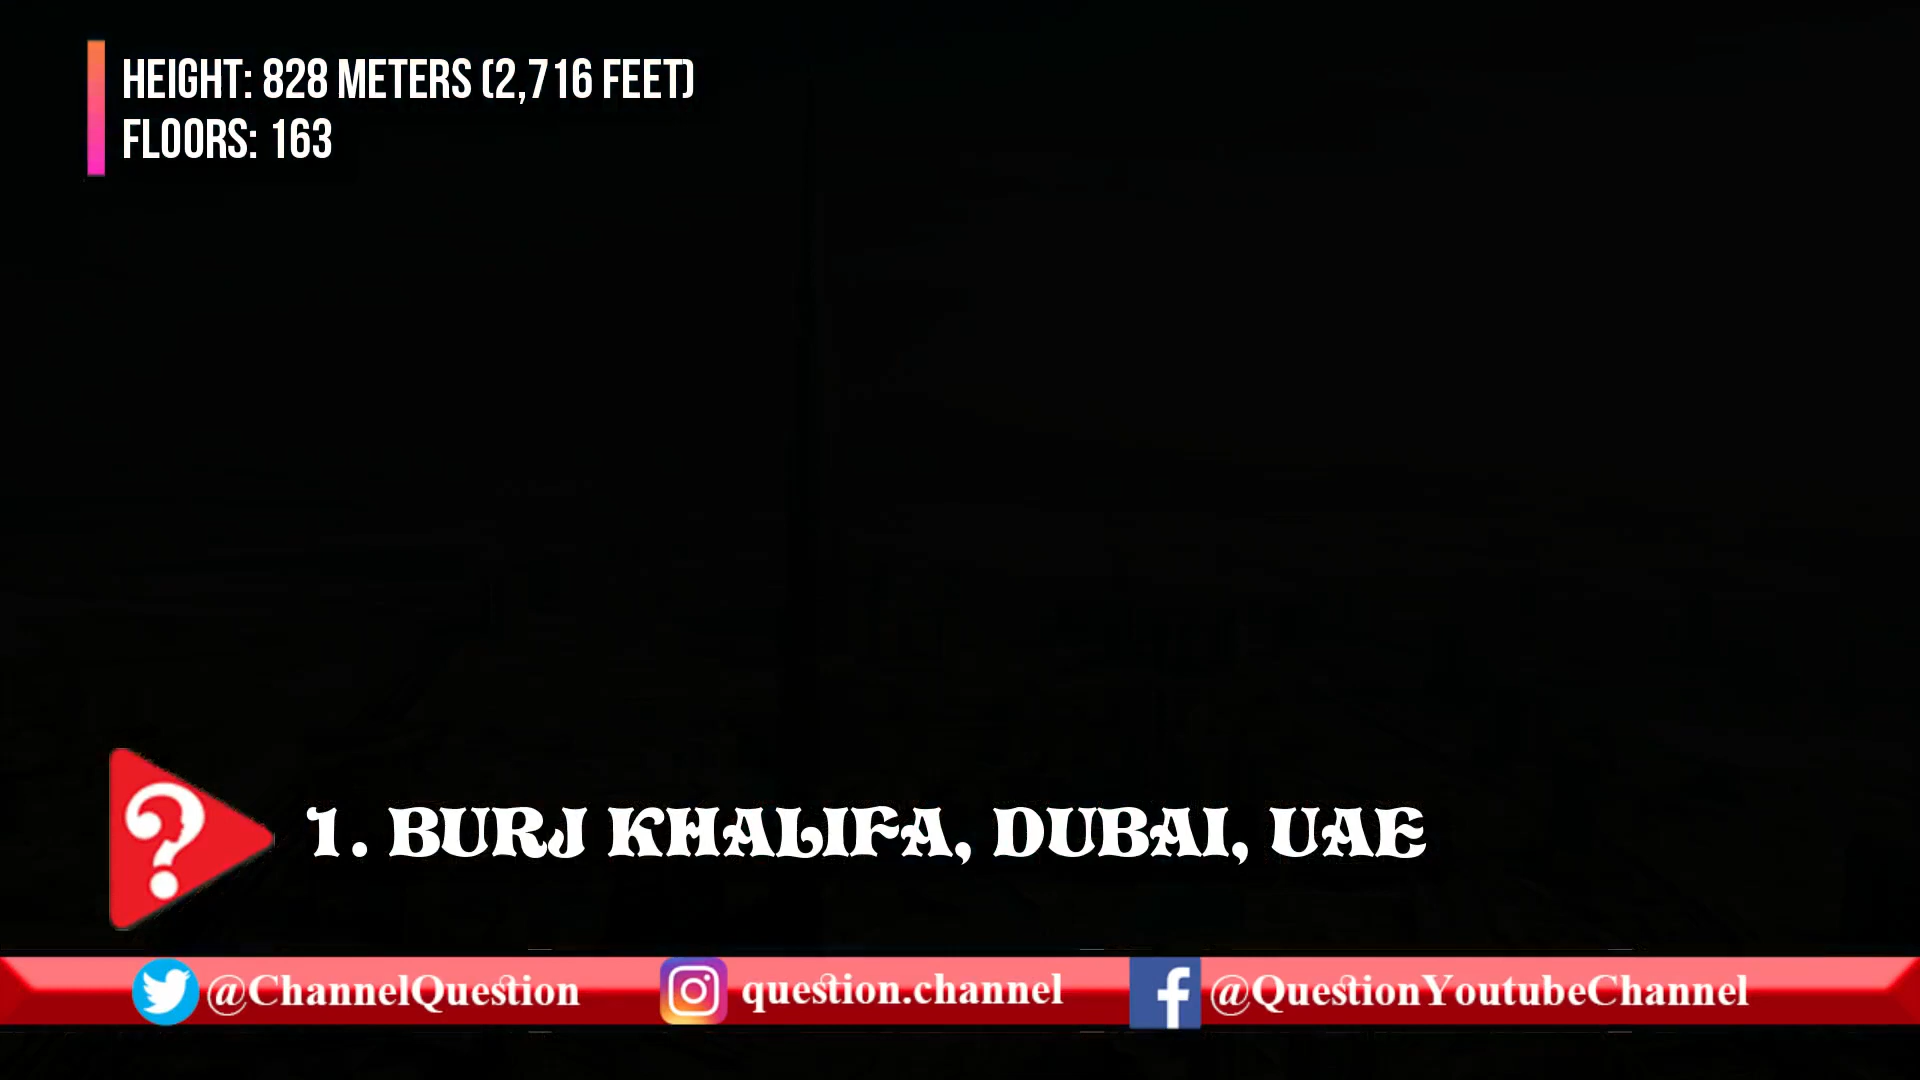 HEIGHT: 828 METERS (2,716 FEET)
FLOORS: 163
1. BURJ KHALIFA, DUBAI, UAE
@ChannelQuestion question.channel @QuestionYoutubeChannel